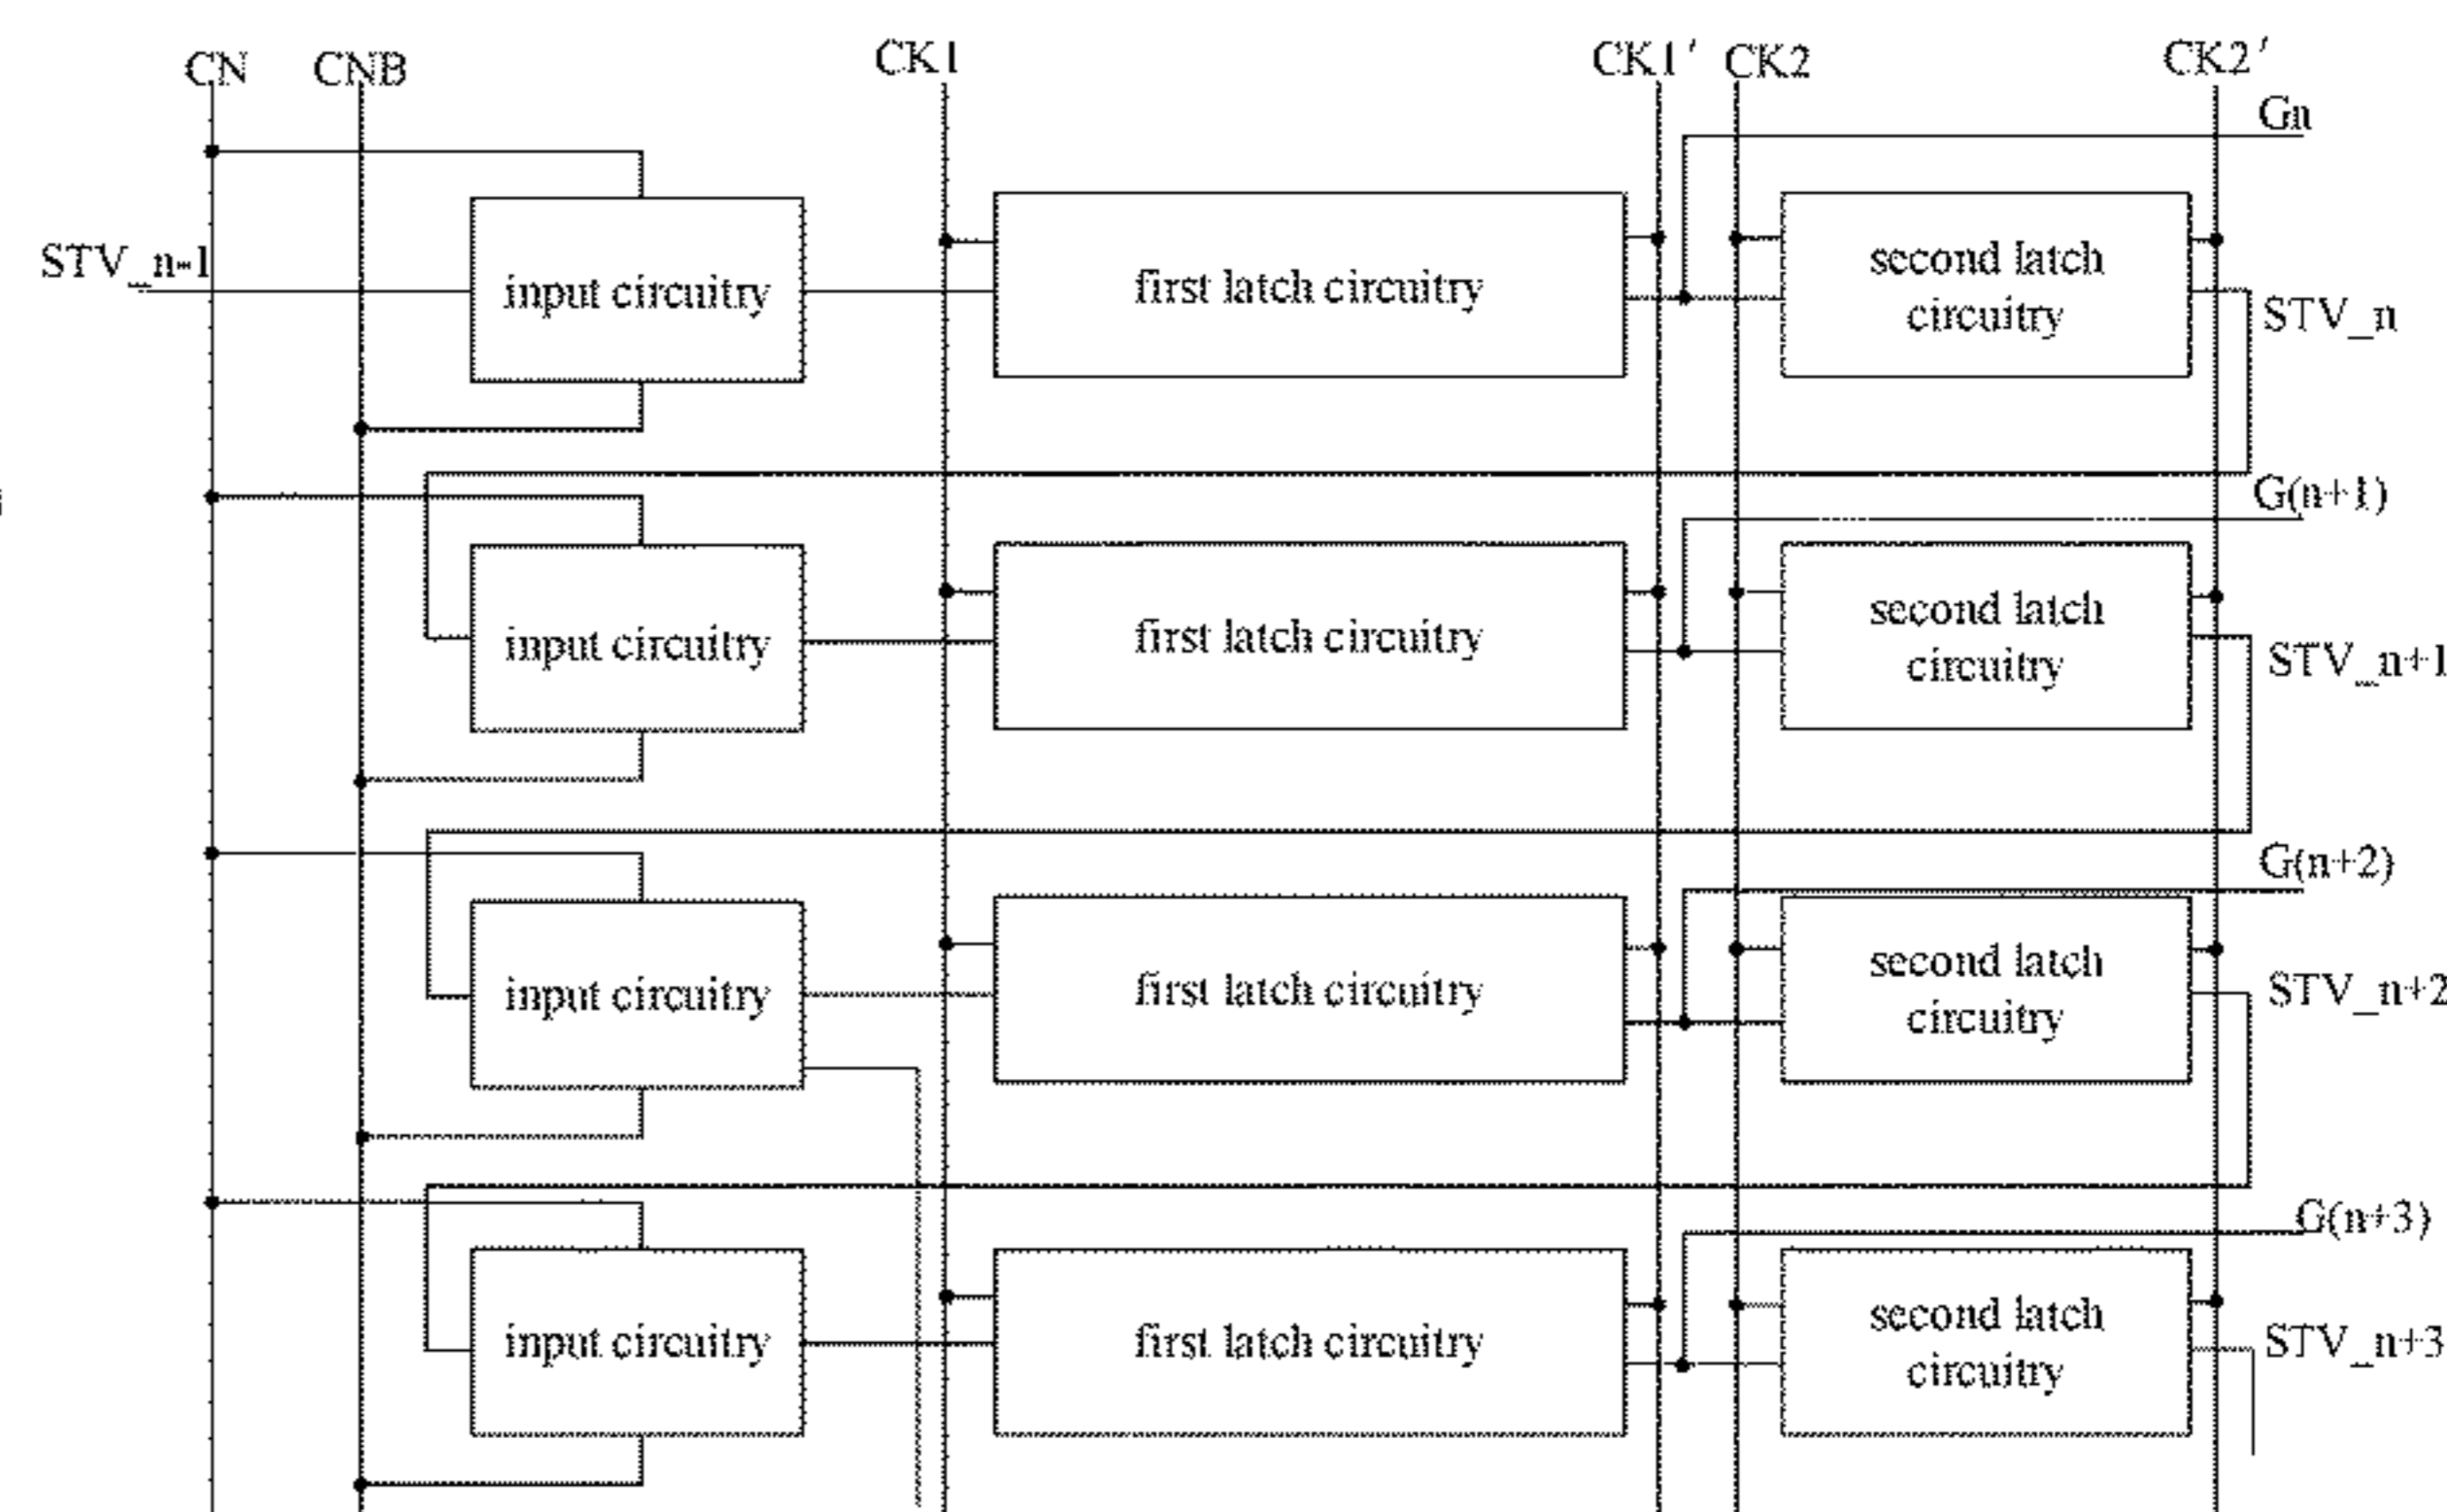 CN CNB CK1 CK1' CK2 CK2'
Gn
STV_n-1
input circuitry
first latch circuitry
second latch
circuitry
STV_n
G(n+1)
input circuitry
first latch circuitry
second latch
circuitry
STV_n+1
G(n+2)
input circuitry
first latch circuitry
second latch
circuitry
STV_n+2
G(n+3)
input circuitry
first latch circuitry
second latch
circuitry
STV_n+3